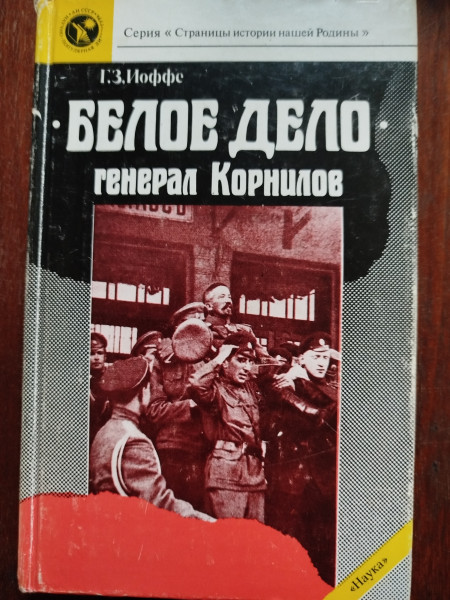 Серия « Страницы истории нашей Родины »
Г.З.Иоффе
· БЕЛОЕ ДЕЛО ·
генерал Корнилов
«Наука»